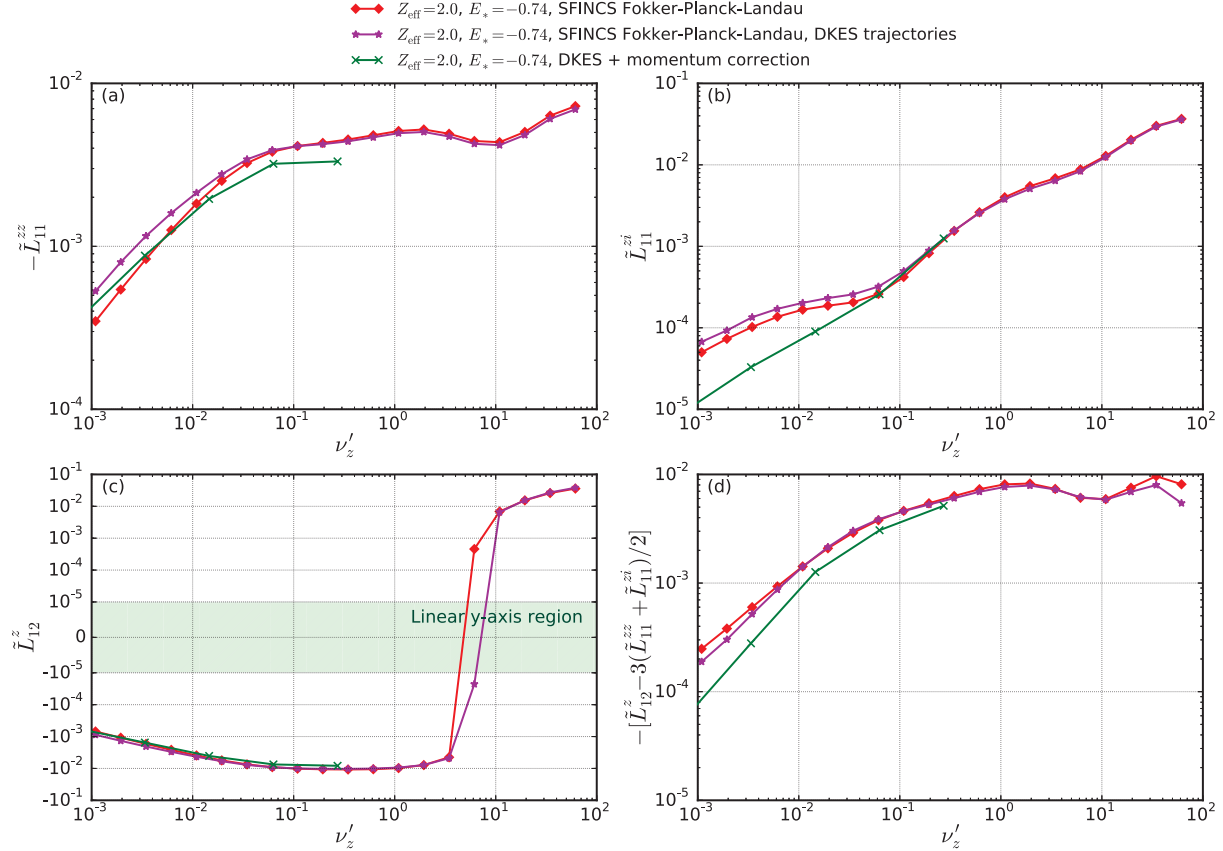 Z_eff=2.0, E_*=−0.74, SFINCS Fokker-Planck-Landau
Z_eff=2.0, E_*=−0.74, SFINCS Fokker-Planck-Landau, DKES trajectories
Z_eff=2.0, E_*=−0.74, DKES + momentum correction
(a)
10^-2
10^-3
10^-4
−L̃_11^zz
10^-3 10^-2 10^-1 10^0 10^1 10^2
ν′_z
(b)
10^-1
10^-2
10^-3
10^-4
10^-5
L̃_11^zi
10^-3 10^-2 10^-1 10^0 10^1 10^2
ν′_z
(c)
10^-1
10^-2
10^-3
10^-4
10^-5
0
-10^-5
-10^-4
-10^-3
-10^-2
-10^-1
L̃_12^z
Linear y-axis region
10^-3 10^-2 10^-1 10^0 10^1 10^2
ν′_z
(d)
10^-2
10^-3
10^-4
10^-5
−[L̃_12^z−3(L̃_11^zz+L̃_11^zi)/2]
10^-3 10^-2 10^-1 10^0 10^1 10^2
ν′_z